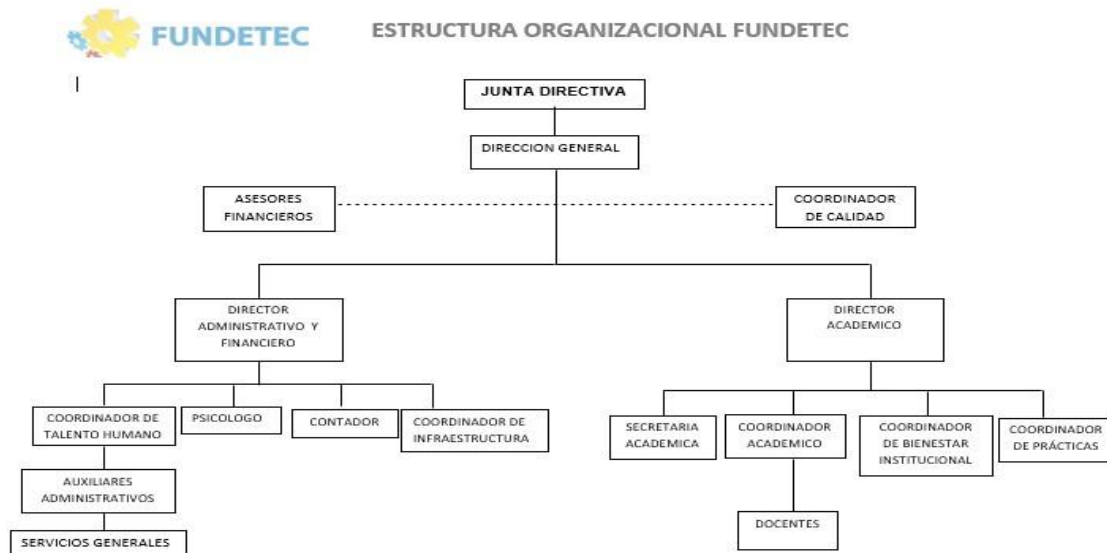 FUNDETEC
ESTRUCTURA ORGANIZACIONAL FUNDETEC
JUNTA DIRECTIVA
DIRECCION GENERAL
ASESORES
FINANCIEROS
COORDINADOR
DE CALIDAD
DIRECTOR
ADMINISTRATIVO Y
FINANCIERO
DIRECTOR
ACADEMICO
COORDINADOR DE
TALENTO HUMANO
PSICOLOGO
CONTADOR
COORDINADOR DE
INFRAESTRUCTURA
SECRETARIA
ACADEMICA
COORDINADOR
ACADEMICO
COORDINADOR
DE BIENESTAR
INSTITUCIONAL
COORDINADOR
DE PRÁCTICAS
AUXILIARES
ADMINISTRATIVOS
DOCENTES
SERVICIOS GENERALES